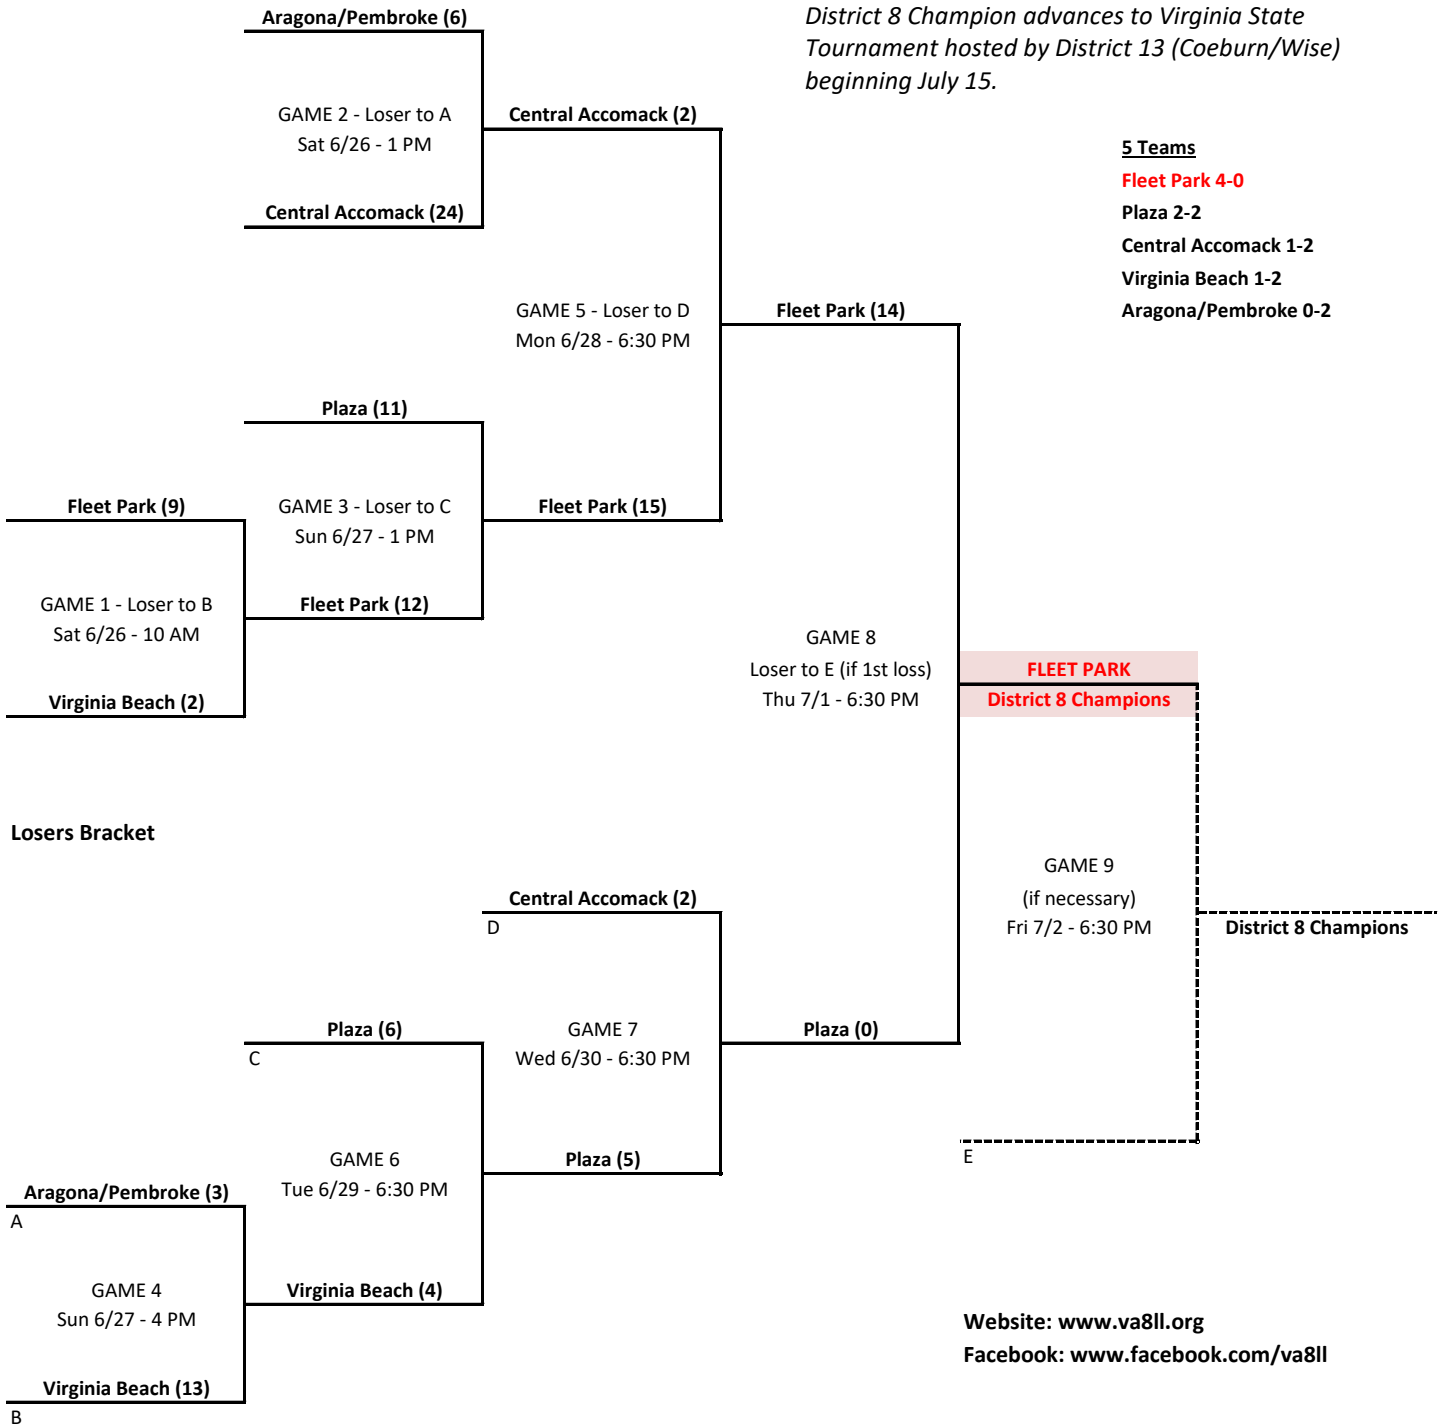 Aragona/Pembroke (6)
District 8 Champion advances to Virginia State
Tournament hosted by District 13 (Coeburn/Wise)
beginning July 15.
GAME 2 - Loser to A
Sat 6/26 - 1 PM
Central Accomack (2)
Central Accomack (24)
5 Teams
Fleet Park 4-0
Plaza 2-2
Central Accomack 1-2
Virginia Beach 1-2
Aragona/Pembroke 0-2
GAME 5 - Loser to D
Mon 6/28 - 6:30 PM
Fleet Park (14)
Plaza (11)
Fleet Park (9)
GAME 3 - Loser to C
Sun 6/27 - 1 PM
Fleet Park (15)
GAME 1 - Loser to B
Sat 6/26 - 10 AM
Fleet Park (12)
Virginia Beach (2)
GAME 8
Loser to E (if 1st loss)
Thu 7/1 - 6:30 PM
FLEET PARK
District 8 Champions
Losers Bracket
GAME 9
(if necessary)
Fri 7/2 - 6:30 PM
District 8 Champions
Central Accomack (2)
D
Plaza (6)
C
GAME 7
Wed 6/30 - 6:30 PM
Plaza (0)
GAME 6
Tue 6/29 - 6:30 PM
Plaza (5)
E
Aragona/Pembroke (3)
A
GAME 4
Sun 6/27 - 4 PM
Virginia Beach (4)
Virginia Beach (13)
B
Website: www.va8ll.org
Facebook: www.facebook.com/va8ll